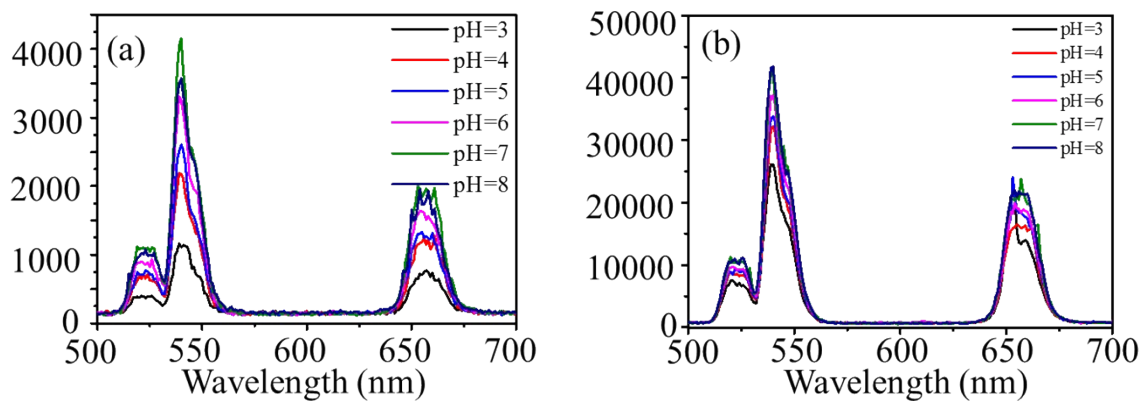 (a)
4000
3000
2000
1000
0
pH=3
pH=4
pH=5
pH=6
pH=7
pH=8
500 550 600 650 700
Wavelength (nm)
(b)
50000
40000
30000
20000
10000
0
pH=3
pH=4
pH=5
pH=6
pH=7
pH=8
500 550 600 650 700
Wavelength (nm)